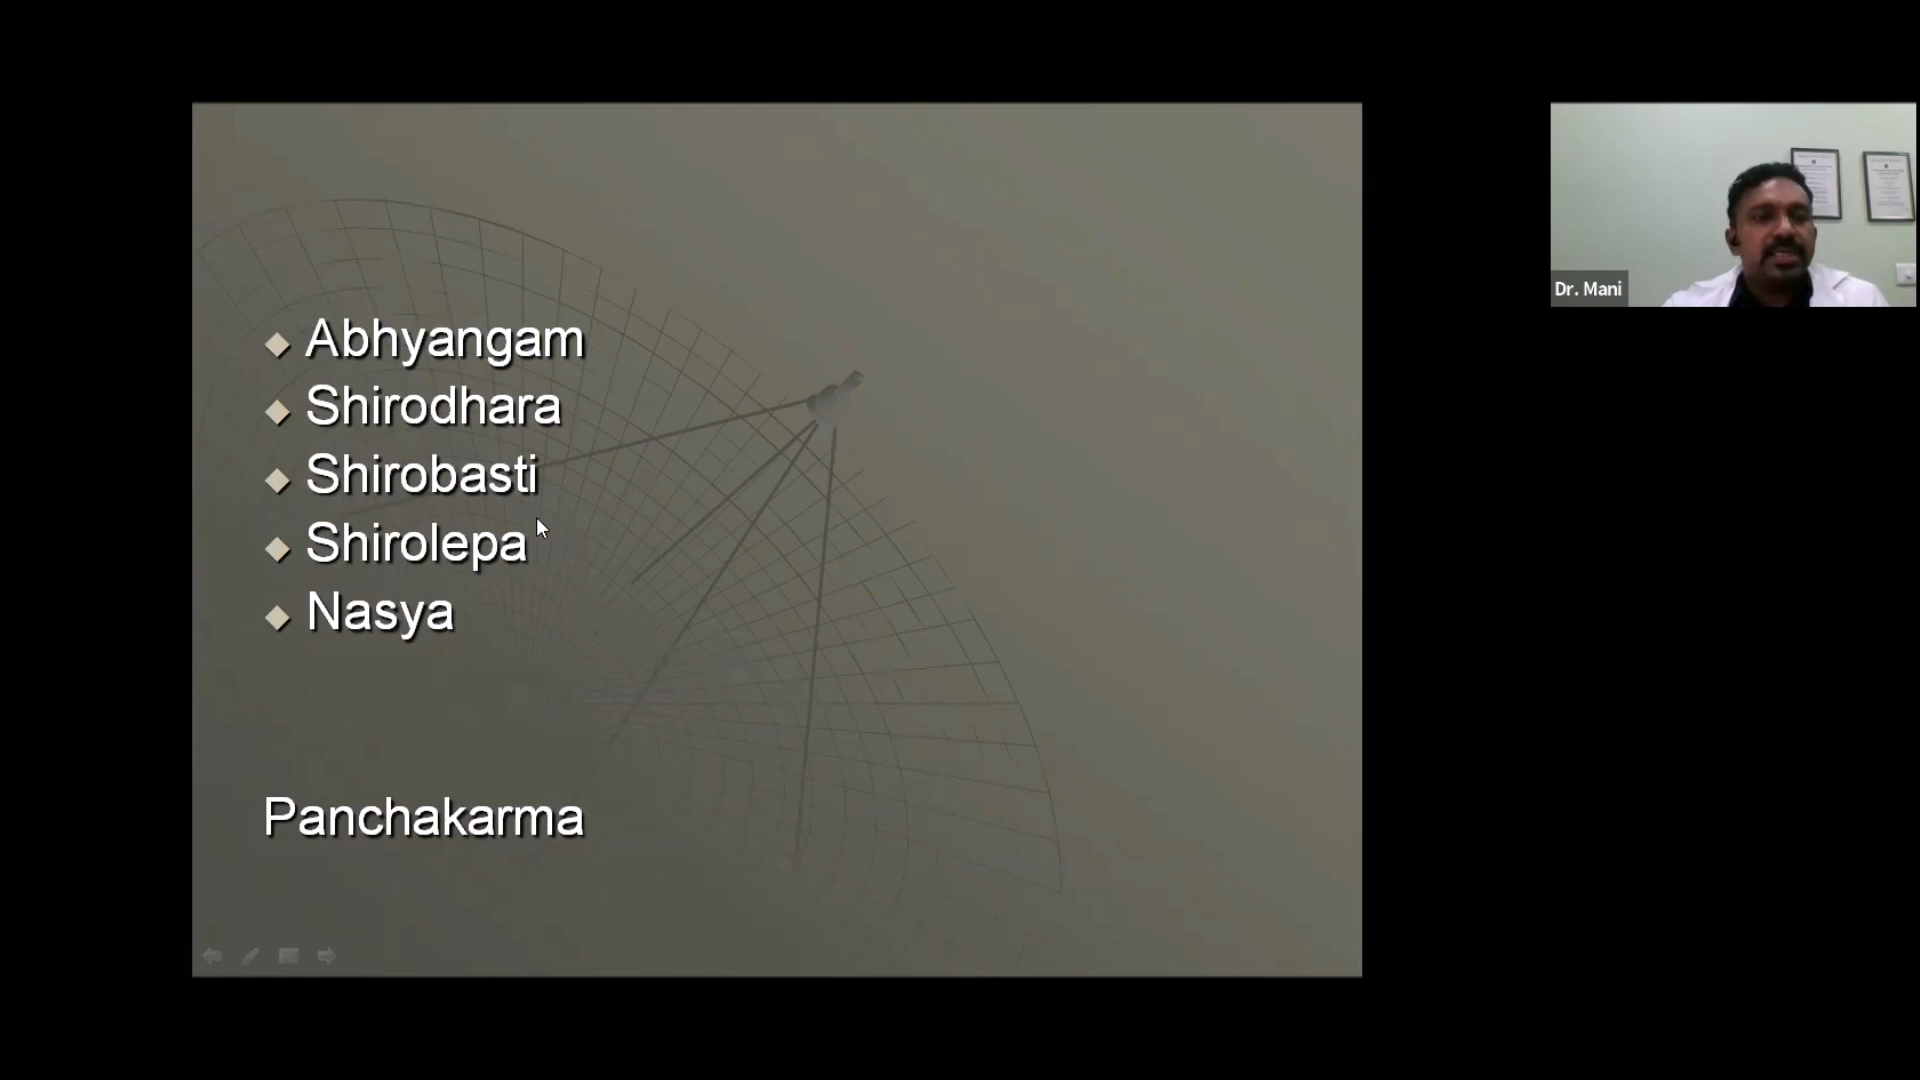 Abhyangam
Shirodhara
Shirobasti
Shirolepa
Nasya
Panchakarma
Dr. Mani